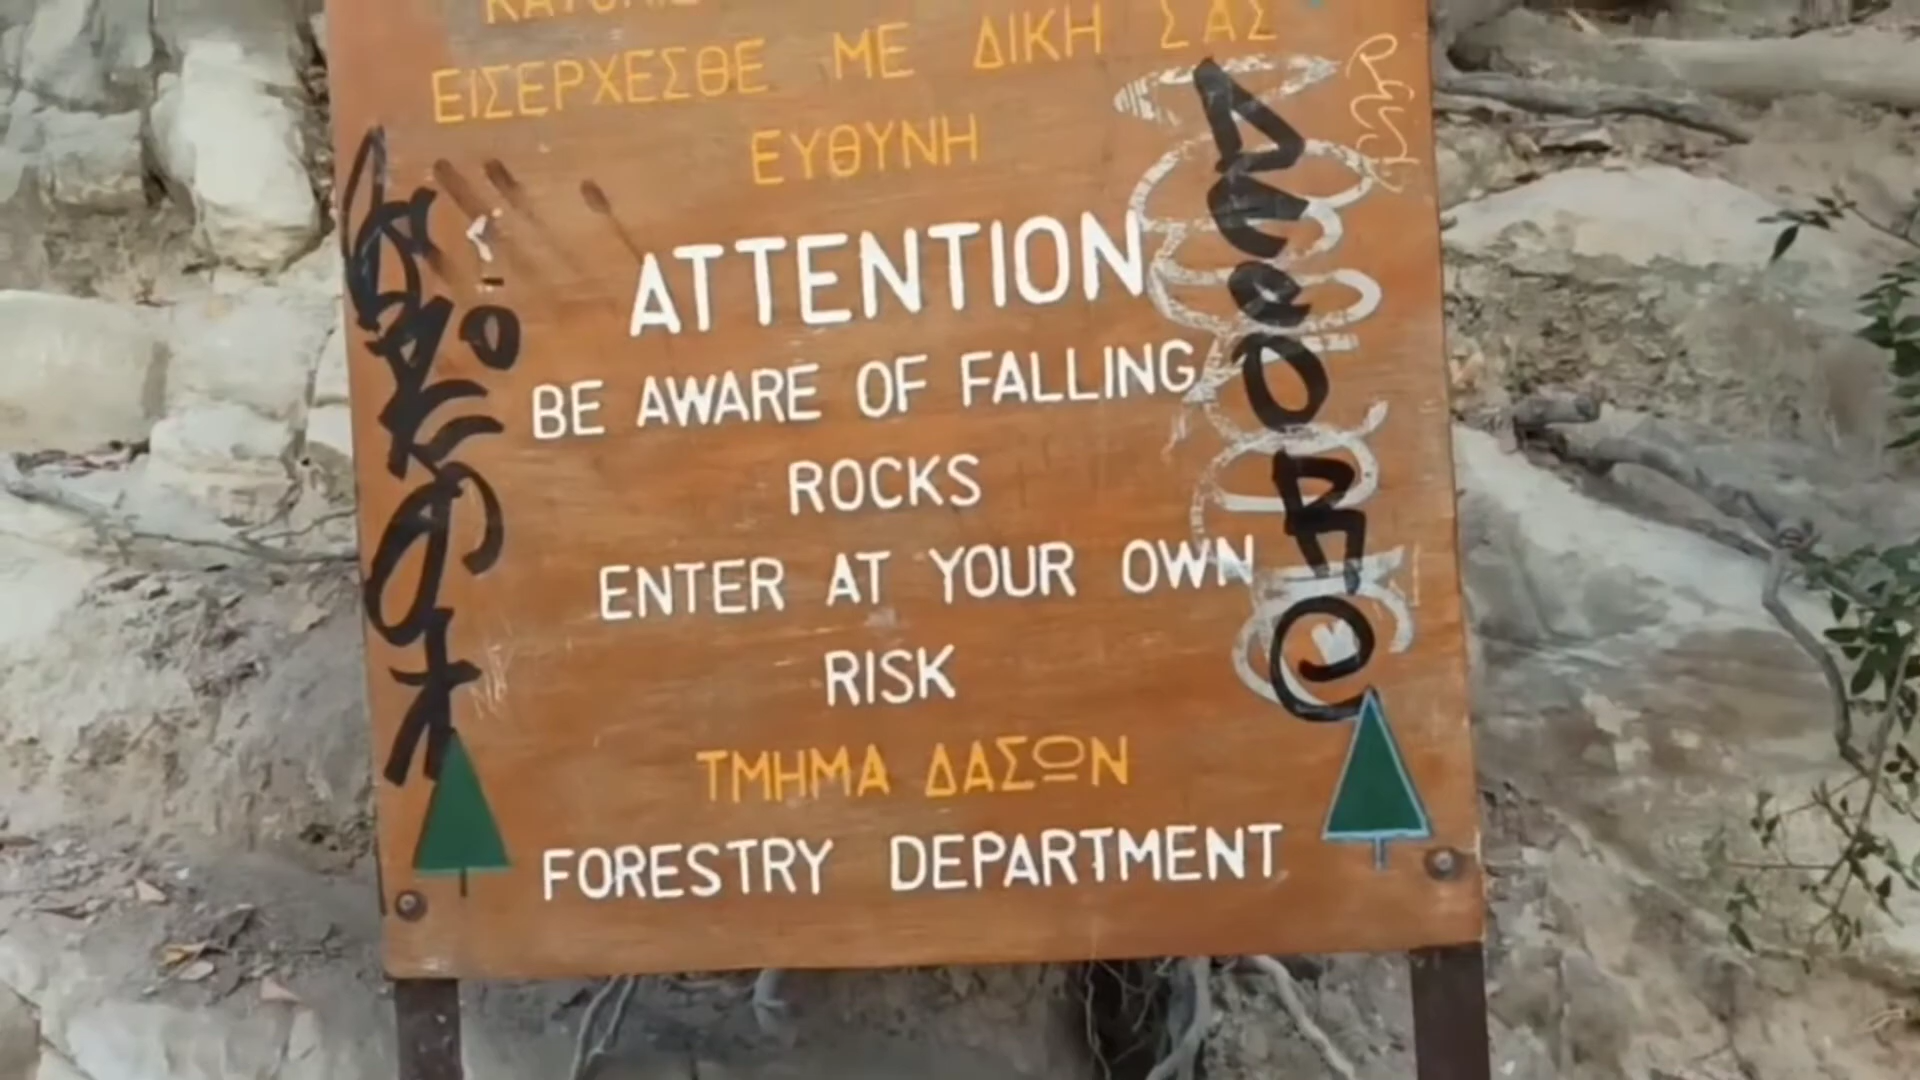 ΕΙΣΕΡΧΕΣΘΕ ΜΕ ΔΙΚΗ ΣΑΣ
ΕΥΘΥΝΗ
ATTENTION
BE AWARE OF FALLING
ROCKS
ENTER AT YOUR OWN
RISK
ΤΜΗΜΑ ΔΑΣΩΝ
FORESTRY DEPARTMENT